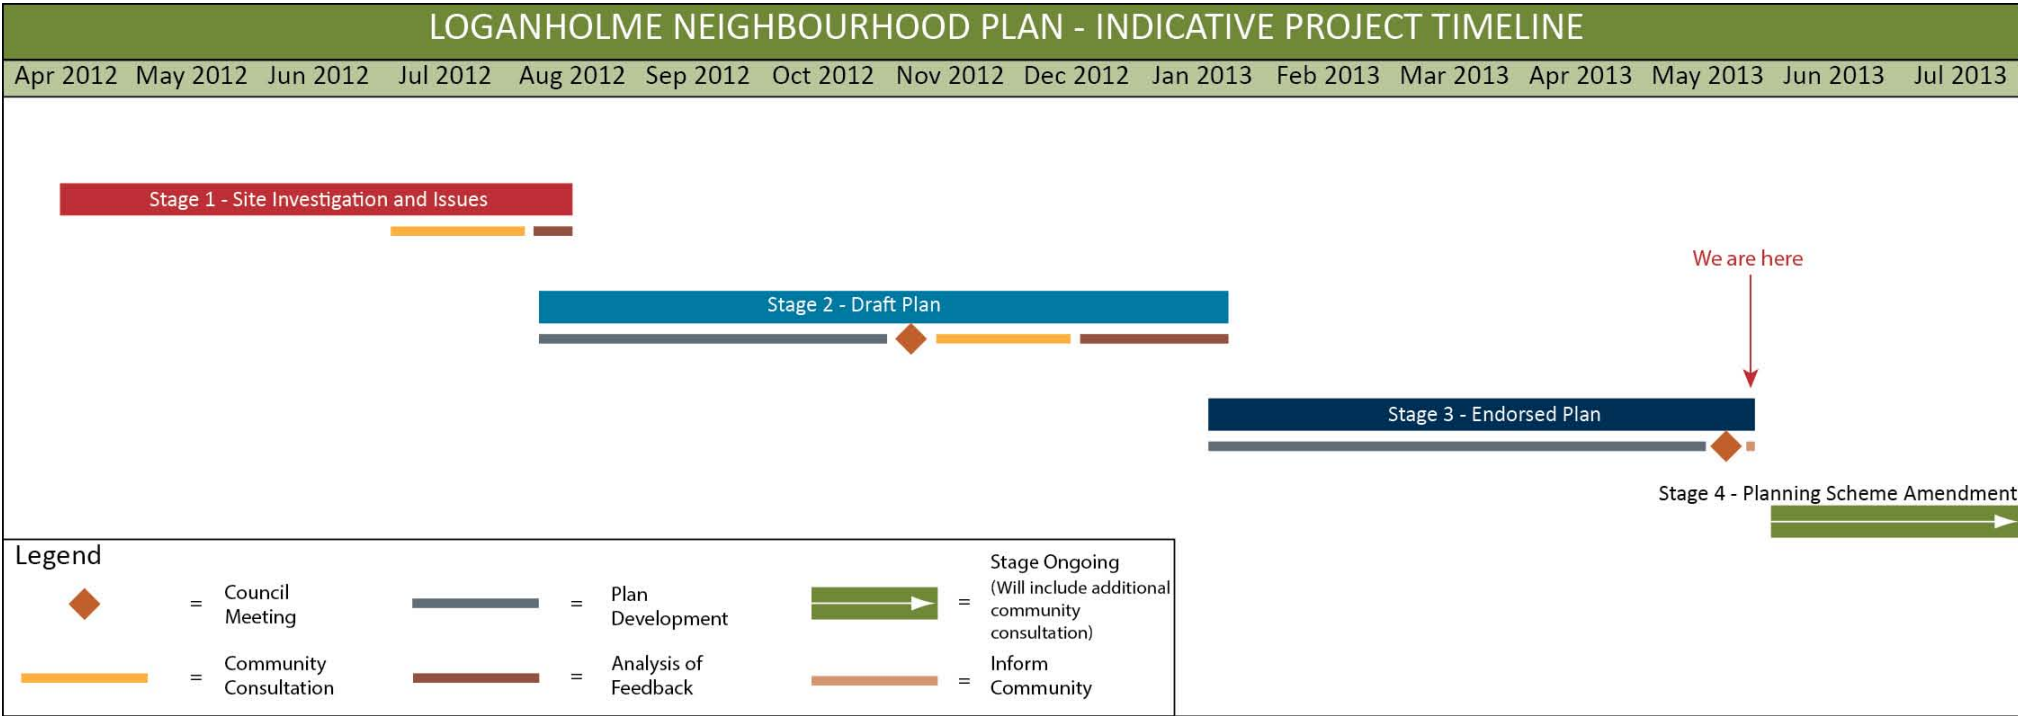 LOGANHOLME NEIGHBOURHOOD PLAN - INDICATIVE PROJECT TIMELINE
Apr 2012 May 2012 Jun 2012 Jul 2012 Aug 2012 Sep 2012 Oct 2012 Nov 2012 Dec 2012 Jan 2013 Feb 2013 Mar 2013 Apr 2013 May 2013 Jun 2013 Jul 2013
Stage 1 - Site Investigation and Issues
We are here
Stage 2 - Draft Plan
Stage 3 - Endorsed Plan
Stage 4 - Planning Scheme Amendment
Legend
= Council
Meeting
= Plan
Development
= Stage Ongoing
(Will include additional
community
consultation)
= Community
Consultation
= Analysis of
Feedback
= Inform
Community